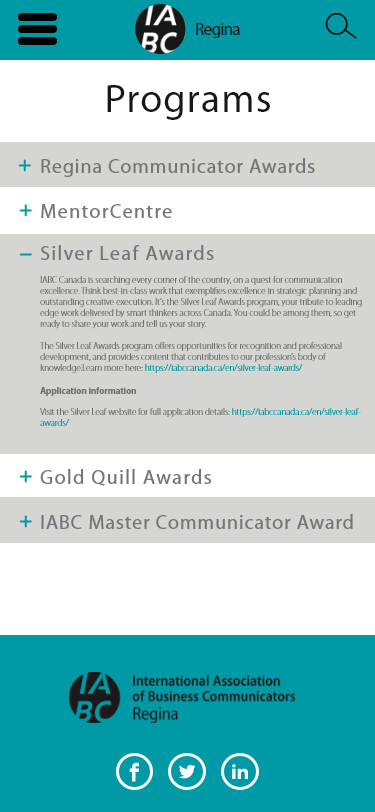 IA
BC
Regina
Programs
+ Regina Communicator Awards
+ MentorCentre
– Silver Leaf Awards
IABC Canada is searching every corner of the country, on a quest for communication
excellence. Think best-in-class work that exemplifies excellence in strategic planning and
outstanding creative execution. It's the Silver Leaf Awards program, your tribute to leading
edge work delivered by smart thinkers across Canada. You could be among them, so get
ready to share your work and tell us your story.
The Silver Leaf Awards program offers opportunities for recognition and professional
development, and provides content that contributes to our profession's body of
knowledge.Learn more here: https://iabccanada.ca/en/silver-leaf-awards/
Application information
Visit the Silver Leaf website for full application details: https://iabccanada.ca/en/silver-leaf-
awards/
+ Gold Quill Awards
+ IABC Master Communicator Award
IA
BC
International Association
of Business Communicators
Regina
f
in